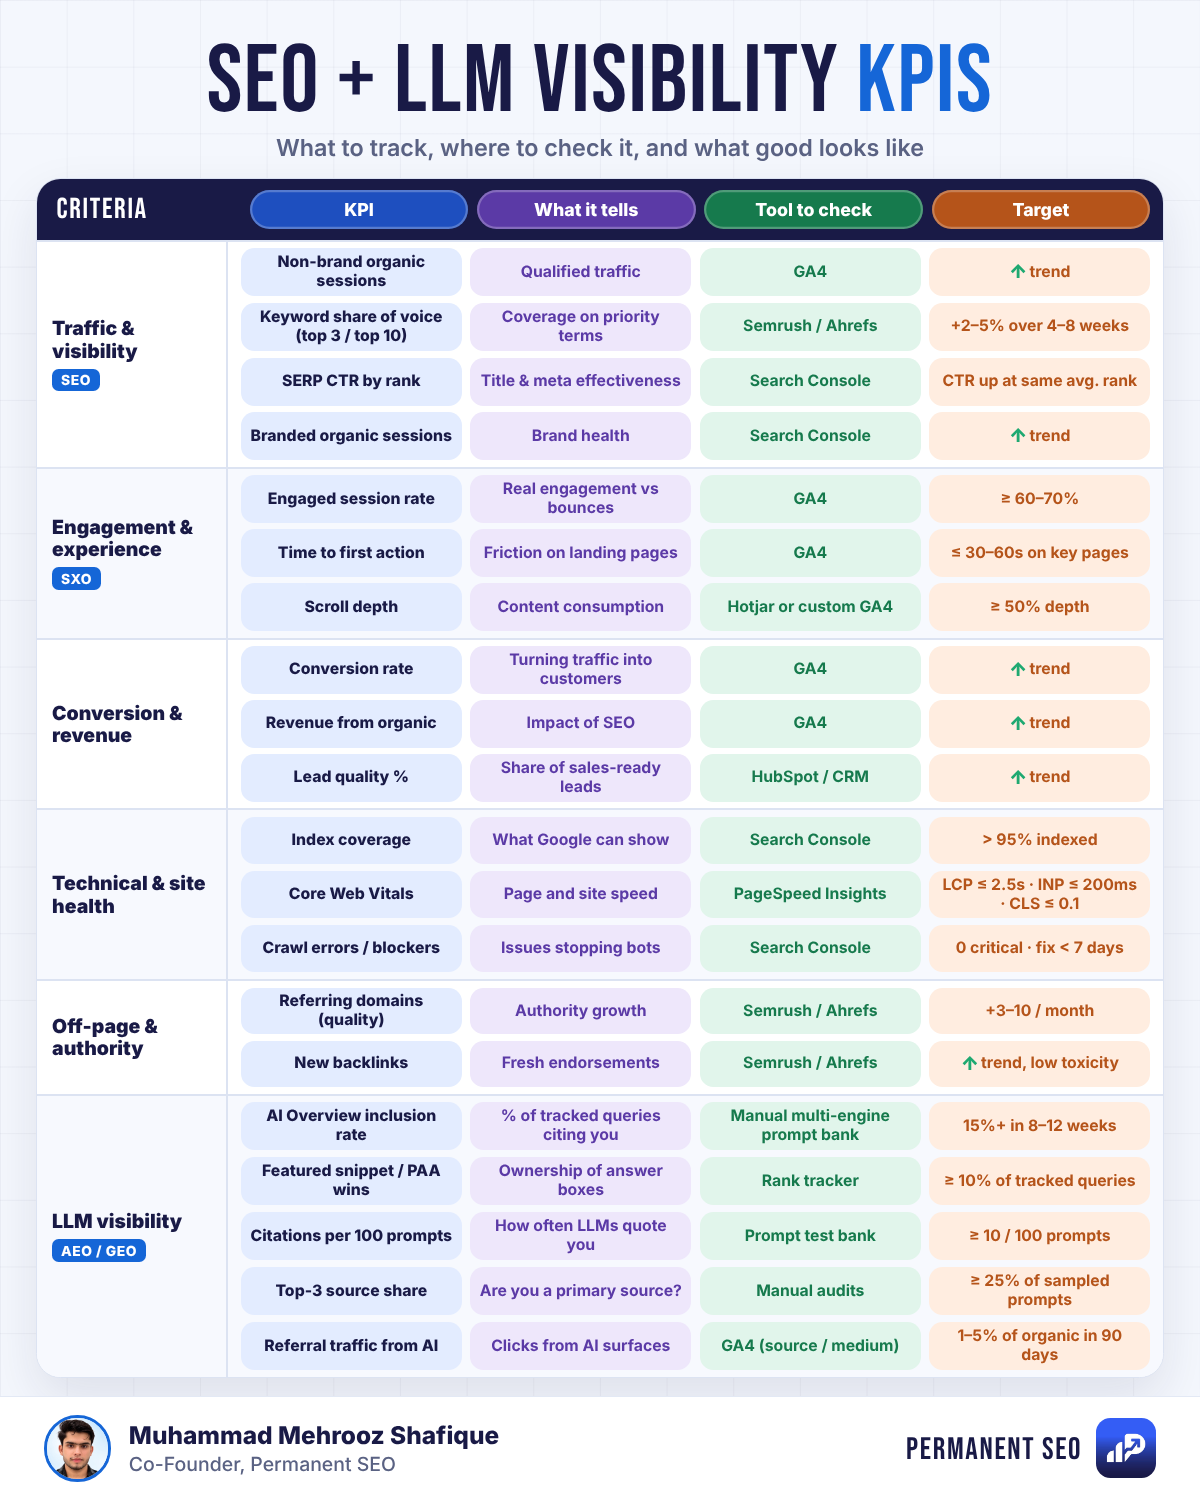 SEO + LLM VISIBILITY KPIS
What to track, where to check it, and what good looks like
CRITERIA
KPI
What it tells
Tool to check
Target
Traffic &
visibility
SEO
Non-brand organic
sessions
Qualified traffic
GA4
↑ trend
Keyword share of voice
(top 3 / top 10)
Coverage on priority
terms
Semrush / Ahrefs
+2–5% over 4–8 weeks
SERP CTR by rank
Title & meta effectiveness
Search Console
CTR up at same avg. rank
Branded organic sessions
Brand health
Search Console
↑ trend
Engagement &
experience
SXO
Engaged session rate
Real engagement vs
bounces
GA4
≥ 60–70%
Time to first action
Friction on landing pages
GA4
≤ 30–60s on key pages
Scroll depth
Content consumption
Hotjar or custom GA4
≥ 50% depth
Conversion &
revenue
Conversion rate
Turning traffic into
customers
GA4
↑ trend
Revenue from organic
Impact of SEO
GA4
↑ trend
Lead quality %
Share of sales-ready
leads
HubSpot / CRM
↑ trend
Technical & site
health
Index coverage
What Google can show
Search Console
> 95% indexed
Core Web Vitals
Page and site speed
PageSpeed Insights
LCP ≤ 2.5s · INP ≤ 200ms
· CLS ≤ 0.1
Crawl errors / blockers
Issues stopping bots
Search Console
0 critical · fix < 7 days
Off-page &
authority
Referring domains
(quality)
Authority growth
Semrush / Ahrefs
+3–10 / month
New backlinks
Fresh endorsements
Semrush / Ahrefs
↑ trend, low toxicity
LLM visibility
AEO / GEO
AI Overview inclusion
rate
% of tracked queries
citing you
Manual multi-engine
prompt bank
15%+ in 8–12 weeks
Featured snippet / PAA
wins
Ownership of answer
boxes
Rank tracker
≥ 10% of tracked queries
Citations per 100 prompts
How often LLMs quote
you
Prompt test bank
≥ 10 / 100 prompts
Top-3 source share
Are you a primary source?
Manual audits
≥ 25% of sampled
prompts
Referral traffic from AI
Clicks from AI surfaces
GA4 (source / medium)
1–5% of organic in 90
days
Muhammad Mehrooz Shafique
Co-Founder, Permanent SEO
PERMANENT SEO